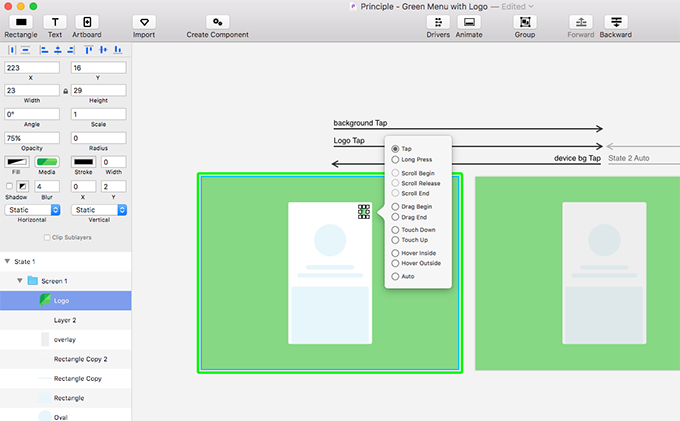 Principle - Green Menu with Logo — Edited
Rectangle Text Artboard Import Create Component Drivers Animate Group Forward Backward
223 16
X Y
23 29
Width Height
0° 1
Angle Scale
75% 0
Opacity Radius
Fill Media Stroke 0 Width
4 0 2
Shadow Blur X Y
Static Static
Horizontal Vertical
Clip Sublayers
State 1
Screen 1
Logo
Layer 2
overlay
Rectangle Copy 2
Rectangle Copy
Rectangle
Oval
background Tap
Logo Tap
device bg Tap State 2 Auto
Tap
Long Press
Scroll Begin
Scroll Release
Scroll End
Drag Begin
Drag End
Touch Down
Touch Up
Hover Inside
Hover Outside
Auto